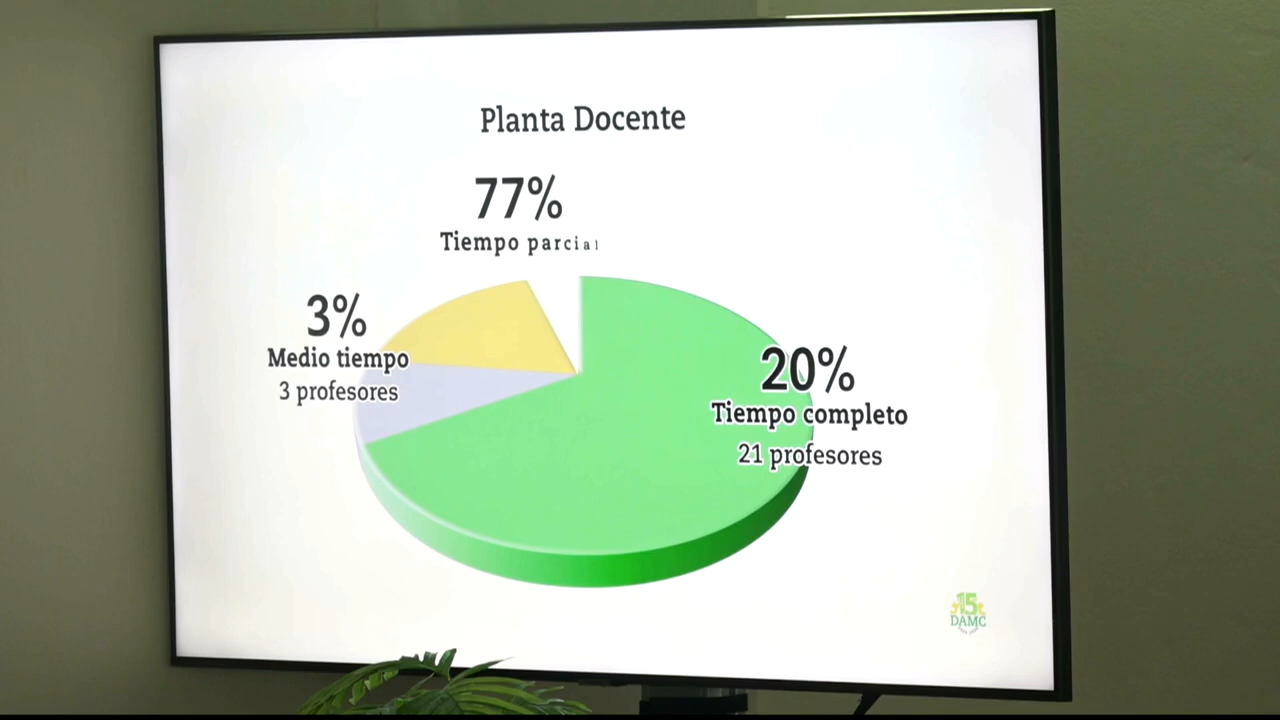 Planta Docente
77%
Tiempo parcial
3%
Medio tiempo
3 profesores
20%
Tiempo completo
21 profesores
15
DAMC